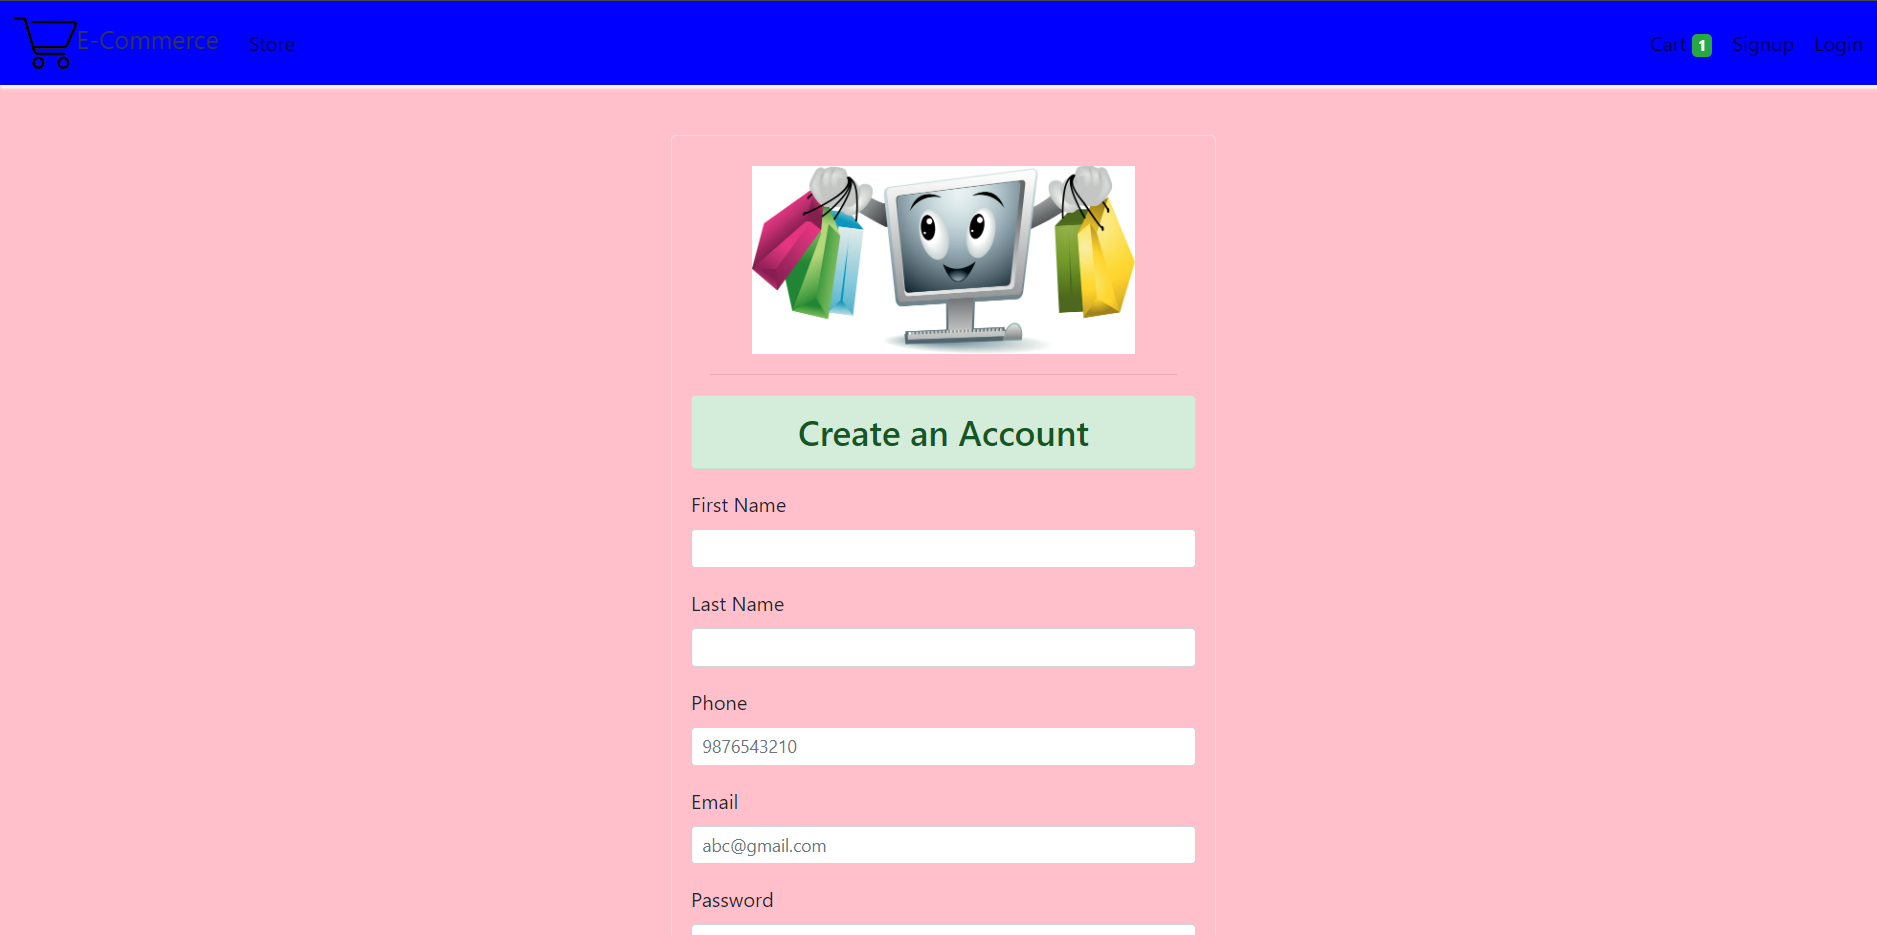 E-Commerce Store Cart 1 Signup Login
Create an Account
First Name
Last Name
Phone
9876543210
Email
abc@gmail.com
Password